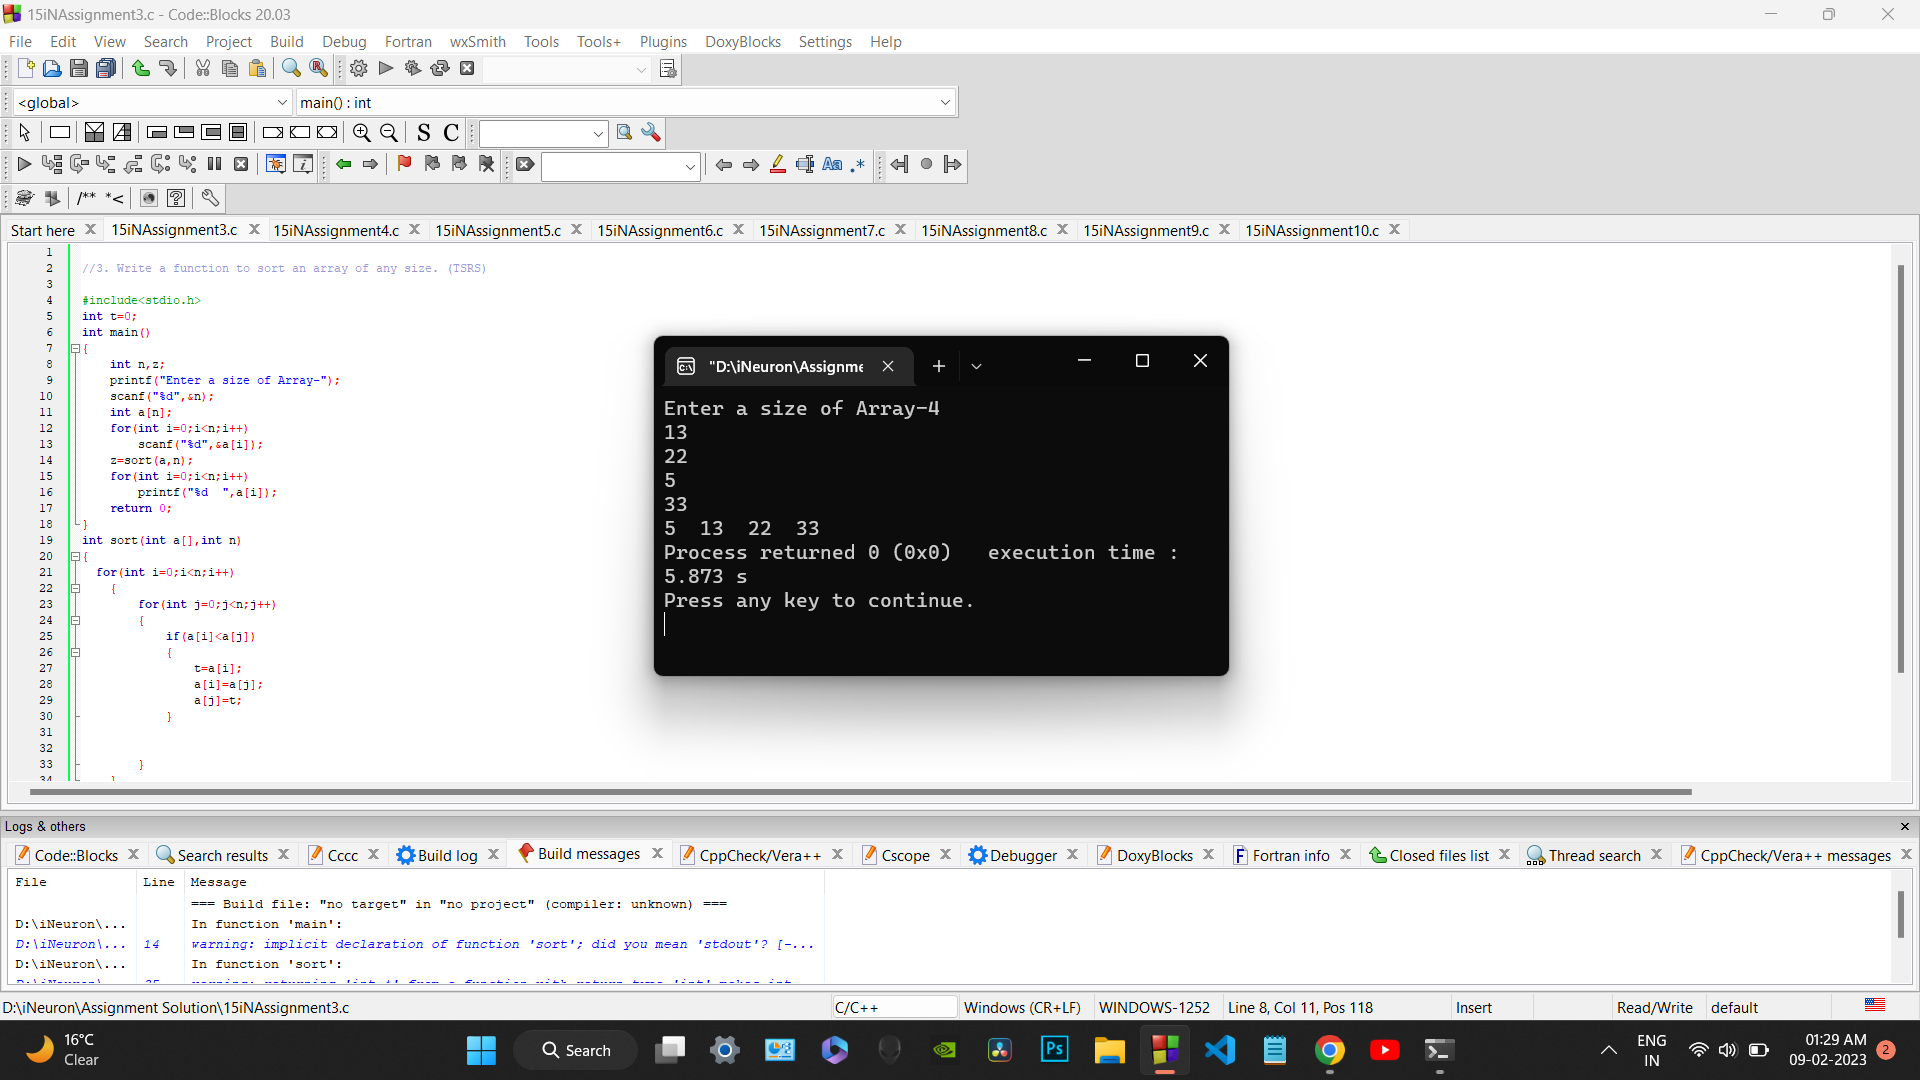 15iNAssignment3.c - Code::Blocks 20.03
File Edit View Search Project Build Debug Fortran wxSmith Tools Tools+ Plugins DoxyBlocks Settings Help
<global> main() : int
S C
Aa .*
/** *<
Start here 15iNAssignment3.c 15iNAssignment4.c 15iNAssignment5.c 15iNAssignment6.c 15iNAssignment7.c 15iNAssignment8.c 15iNAssignment9.c 15iNAssignment10.c
1
2 //3. Write a function to sort an array of any size. (TSRS)
3
4 #include<stdio.h>
5 int t=0;
6 int main()
7 {
8 int n,z;
9 printf("Enter a size of Array-");
10 scanf("%d",&n);
11 int a[n];
12 for(int i=0;i<n;i++)
13 scanf("%d",&a[i]);
14 z=sort(a,n);
15 for(int i=0;i<n;i++)
16 printf("%d  ",a[i]);
17 return 0;
18 }
19 int sort(int a[],int n)
20 {
21 for(int i=0;i<n;i++)
22 {
23 for(int j=0;j<n;j++)
24 {
25 if(a[i]<a[j])
26 {
27 t=a[i];
28 a[i]=a[j];
29 a[j]=t;
30 }
31
32
33 }
34 }
"D:\iNeuron\Assignme
Enter a size of Array-4
13
22
5
33
5  13  22  33
Process returned 0 (0x0)   execution time :
5.873 s
Press any key to continue.
Logs & others
Code::Blocks Search results Cccc Build log Build messages CppCheck/Vera++ Cscope Debugger DoxyBlocks Fortran info Closed files list Thread search CppCheck/Vera++ messages
File Line Message
=== Build file: "no target" in "no project" (compiler: unknown) ===
D:\iNeuron\... In function 'main':
D:\iNeuron\... 14 warning: implicit declaration of function 'sort'; did you mean 'stdout'? [-...
D:\iNeuron\... In function 'sort':
D:\iNeuron\Assignment Solution\15iNAssignment3.c C/C++ Windows (CR+LF) WINDOWS-1252 Line 8, Col 11, Pos 118 Insert Read/Write default
16°C
Clear
Search
Ps
ENG
IN
01:29 AM
09-02-2023
2